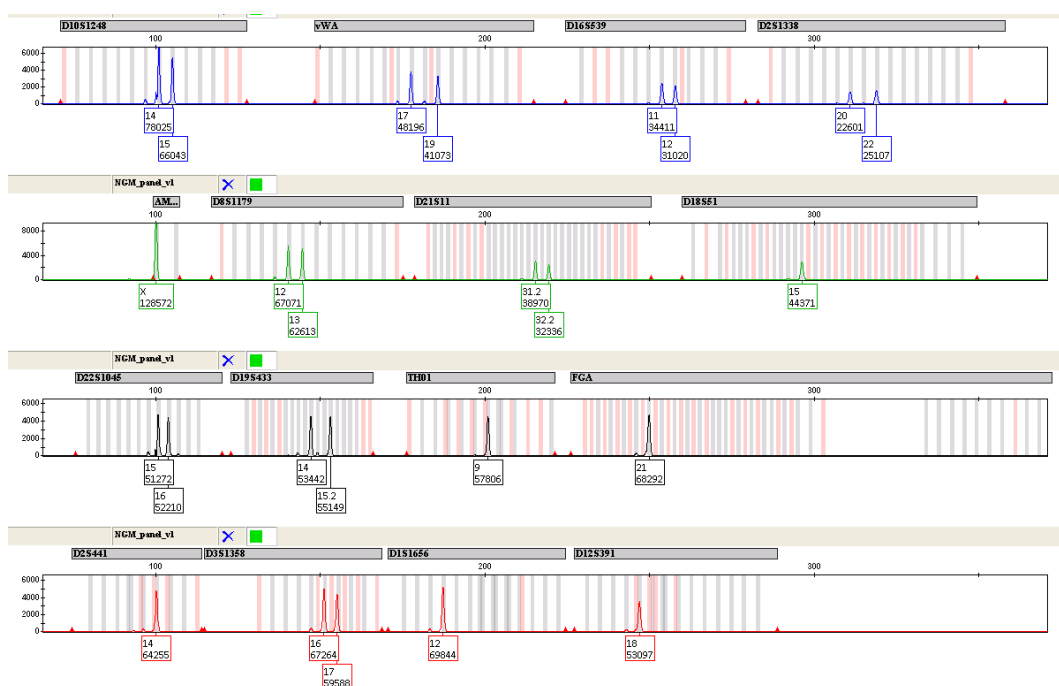 D10S1248 vWA D16S539 D2S1338
100 200 300
6000
4000
2000
0
14 17 11 20
78025 48196 34411 22601
15 19 12 22
66043 41073 31020 25107
NGM_panel_v1
AM... D8S1179 D21S11 D18S51
100 200 300
8000
4000
0
X 12 31.2 15
128572 67071 38970 44371
13 32.2
62613 32336
NGM_panel_v1
D22S1045 D19S433 TH01 FGA
100 200 300
6000
4000
2000
0
15 14 9 21
51272 53442 57806 68292
16 15.2
52210 55149
NGM_panel_v1
D2S441 D3S1358 D1S1656 D12S391
100 200 300
6000
4000
2000
0
14 16 12 18
64255 67264 69844 53097
17
59588